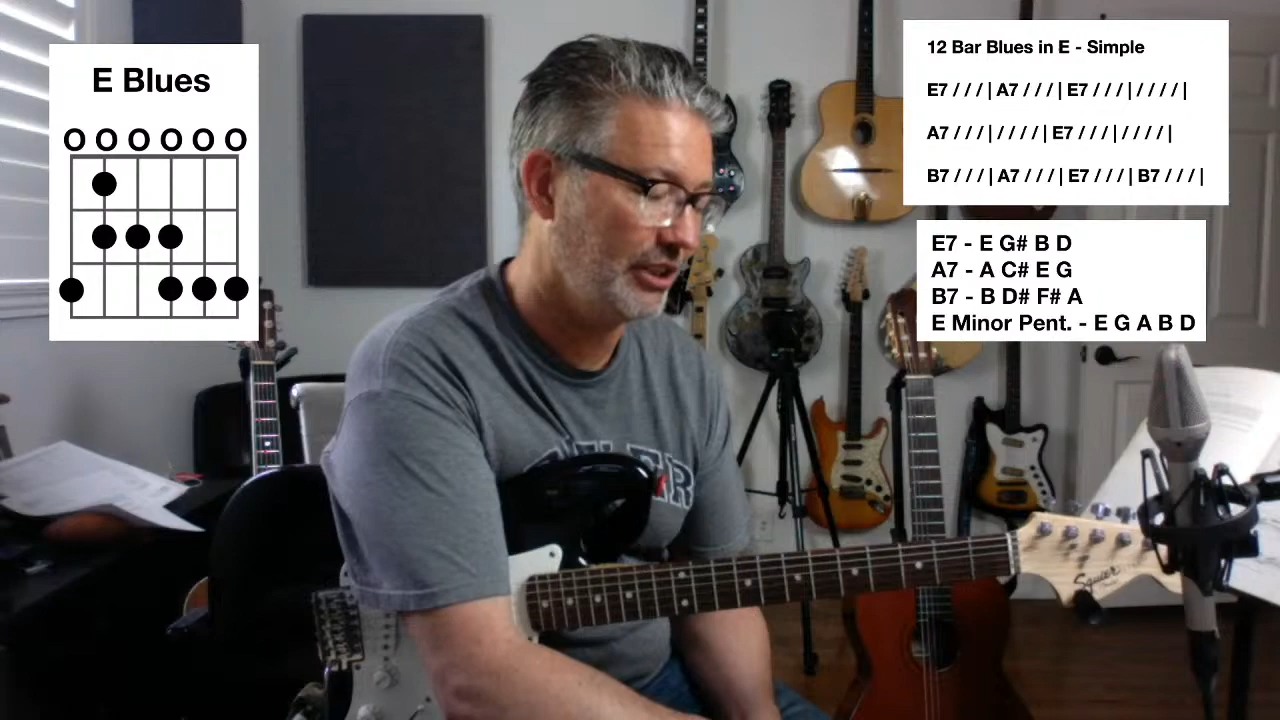 E Blues
O O O O O O
12 Bar Blues in E - Simple
E7 / / / | A7 / / / | E7 / / / | / / / / |
A7 / / / | / / / / | E7 / / / | / / / / |
B7 / / / | A7 / / / | E7 / / / | B7 / / / |
E7 - E G# B D
A7 - A C# E G
B7 - B D# F# A
E Minor Pent. - E G A B D
Squier